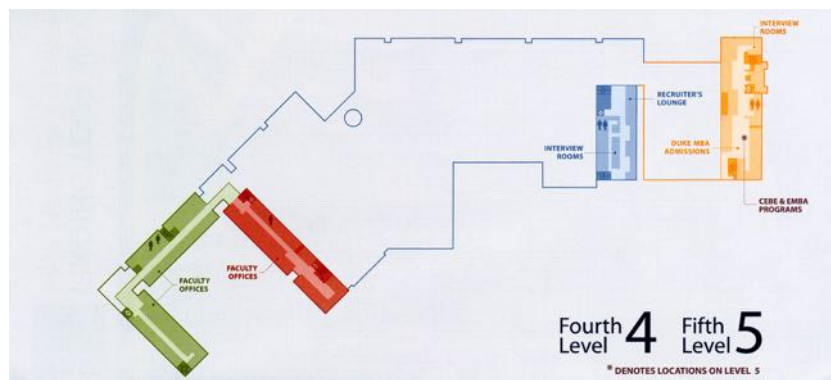 INTERVIEW
ROOMS
RECRUITER'S
LOUNGE
INTERVIEW
ROOMS
DUKE MBA
ADMISSIONS
CEBE & EMBA
PROGRAMS
FACULTY
OFFICES
FACULTY
OFFICES
Fourth
Level 4
Fifth
Level 5
* DENOTES LOCATIONS ON LEVEL 5